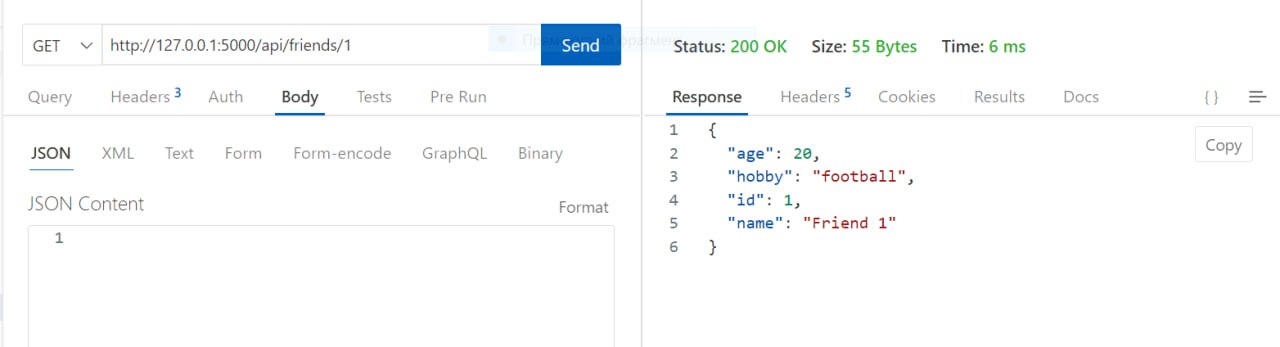 GET http://127.0.0.1:5000/api/friends/1 Send
Query Headers 3 Auth Body Tests Pre Run
JSON XML Text Form Form-encode GraphQL Binary
JSON Content Format
1
Status: 200 OK Size: 55 Bytes Time: 6 ms
Response Headers 5 Cookies Results Docs { }
Copy
1 {
2 "age": 20,
3 "hobby": "football",
4 "id": 1,
5 "name": "Friend 1"
6 }